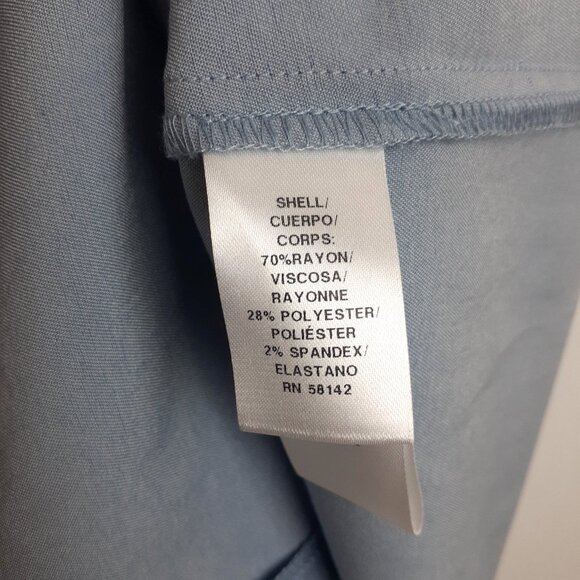 SHELL/
CUERPO/
CORPS:
70%RAYON/
VISCOSA/
RAYONNE
28% POLYESTER/
POLIÉSTER
2% SPANDEX/
ELASTANO
RN 58142